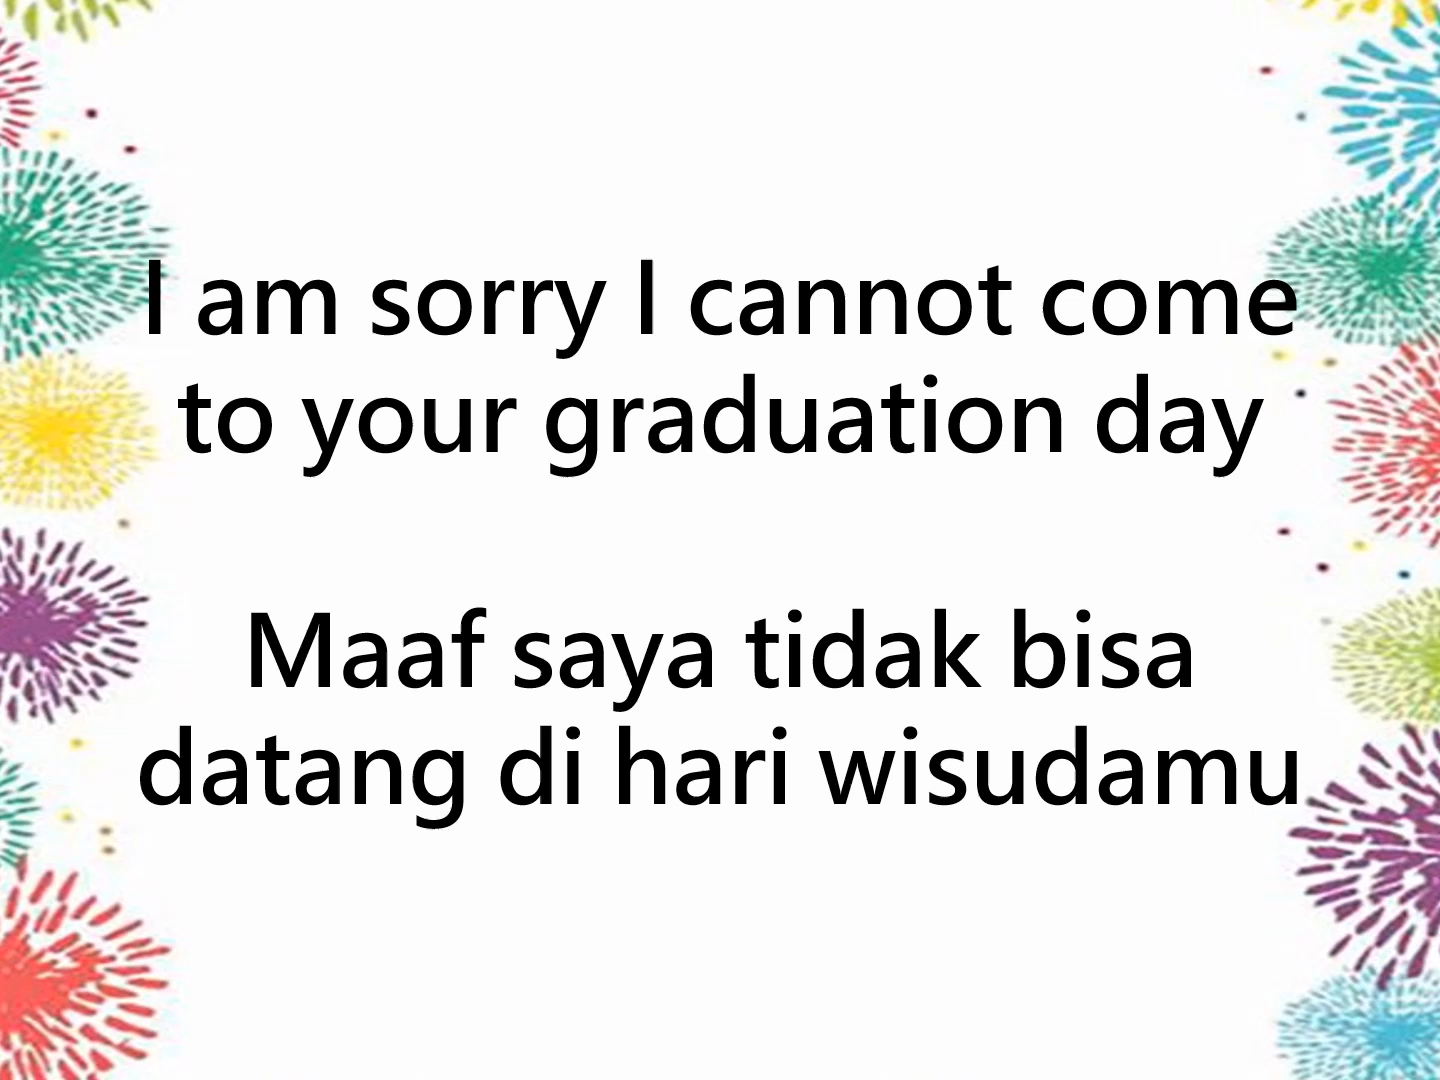 I am sorry I cannot come
to your graduation day
Maaf saya tidak bisa
datang di hari wisudamu